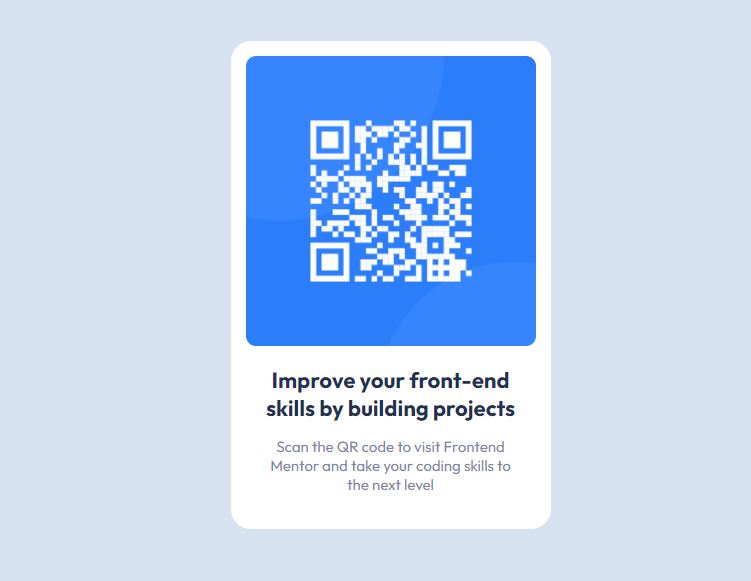 Improve your front-end
skills by building projects
Scan the QR code to visit Frontend
Mentor and take your coding skills to
the next level